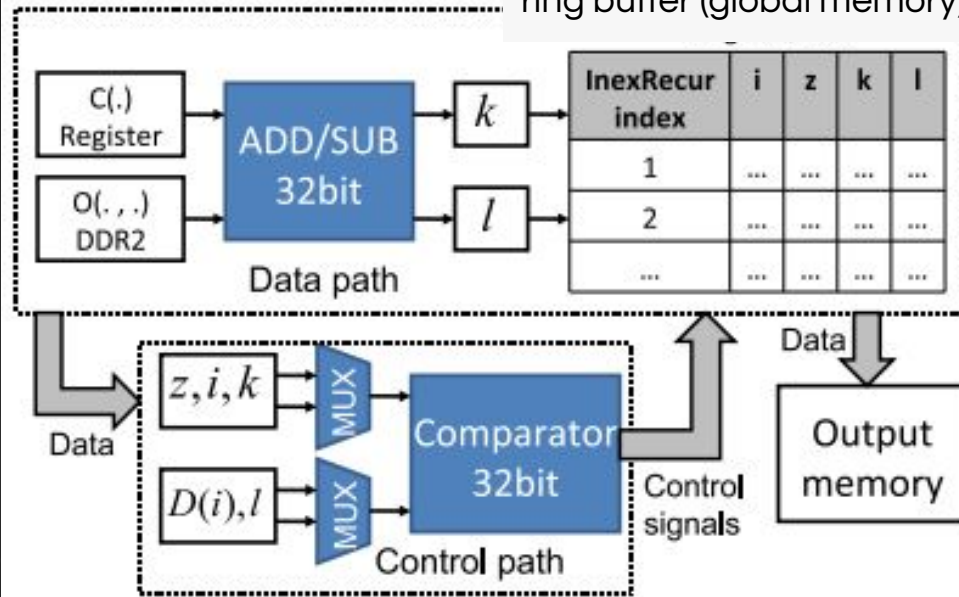 ring buffer (global memory)
C(.)
Register
ADD/SUB
32bit
k
O(. , .)
DDR2
l
Data path
InexRecur
index
i
z
k
l
1
...
...
...
...
2
...
...
...
...
...
...
...
...
...
Data
z, i, k
MUX
D(i), l
MUX
Comparator
32bit
Control path
Control
signals
Data
Output
memory